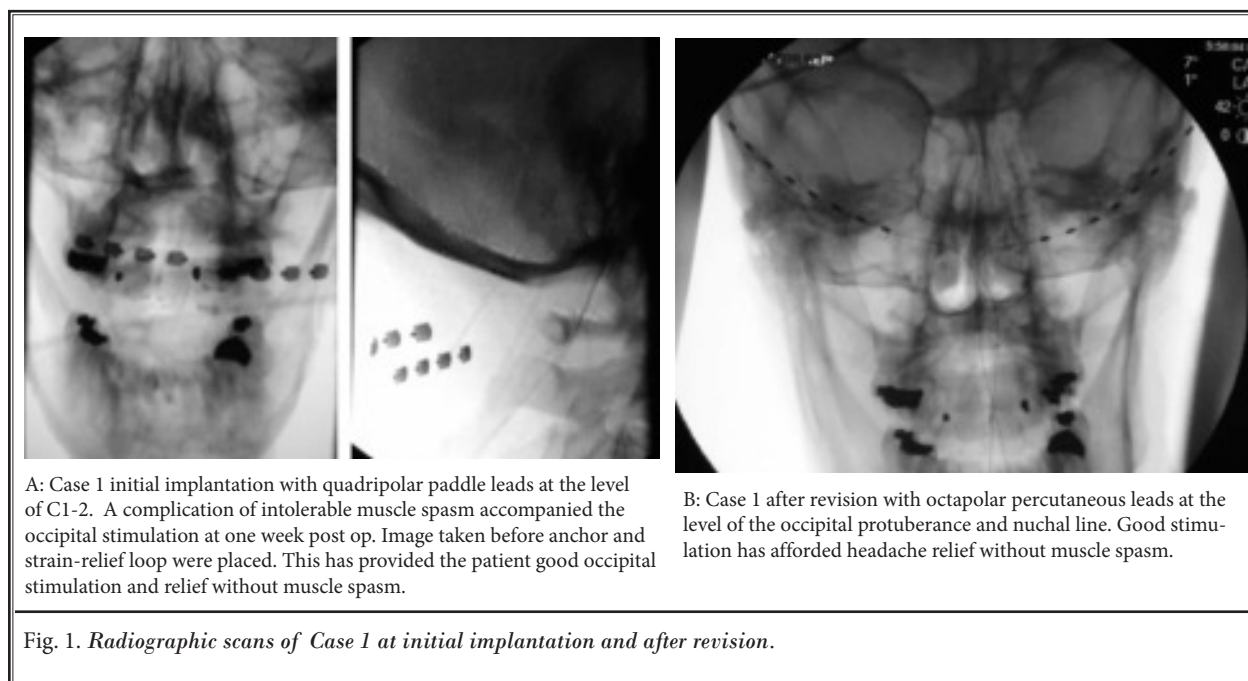 7°
1°
42
0
A: Case 1 initial implantation with quadripolar paddle leads at the level
of C1-2.  A complication of intolerable muscle spasm accompanied the
occipital stimulation at one week post op. Image taken before anchor and
strain-relief loop were placed. This has provided the patient good occipital
stimulation and relief without muscle spasm.
B: Case 1 after revision with octapolar percutaneous leads at the
level of the occipital protuberance and nuchal line. Good stimu-
lation has afforded headache relief without muscle spasm.
Fig. 1. Radiographic scans of Case 1 at initial implantation and after revision.